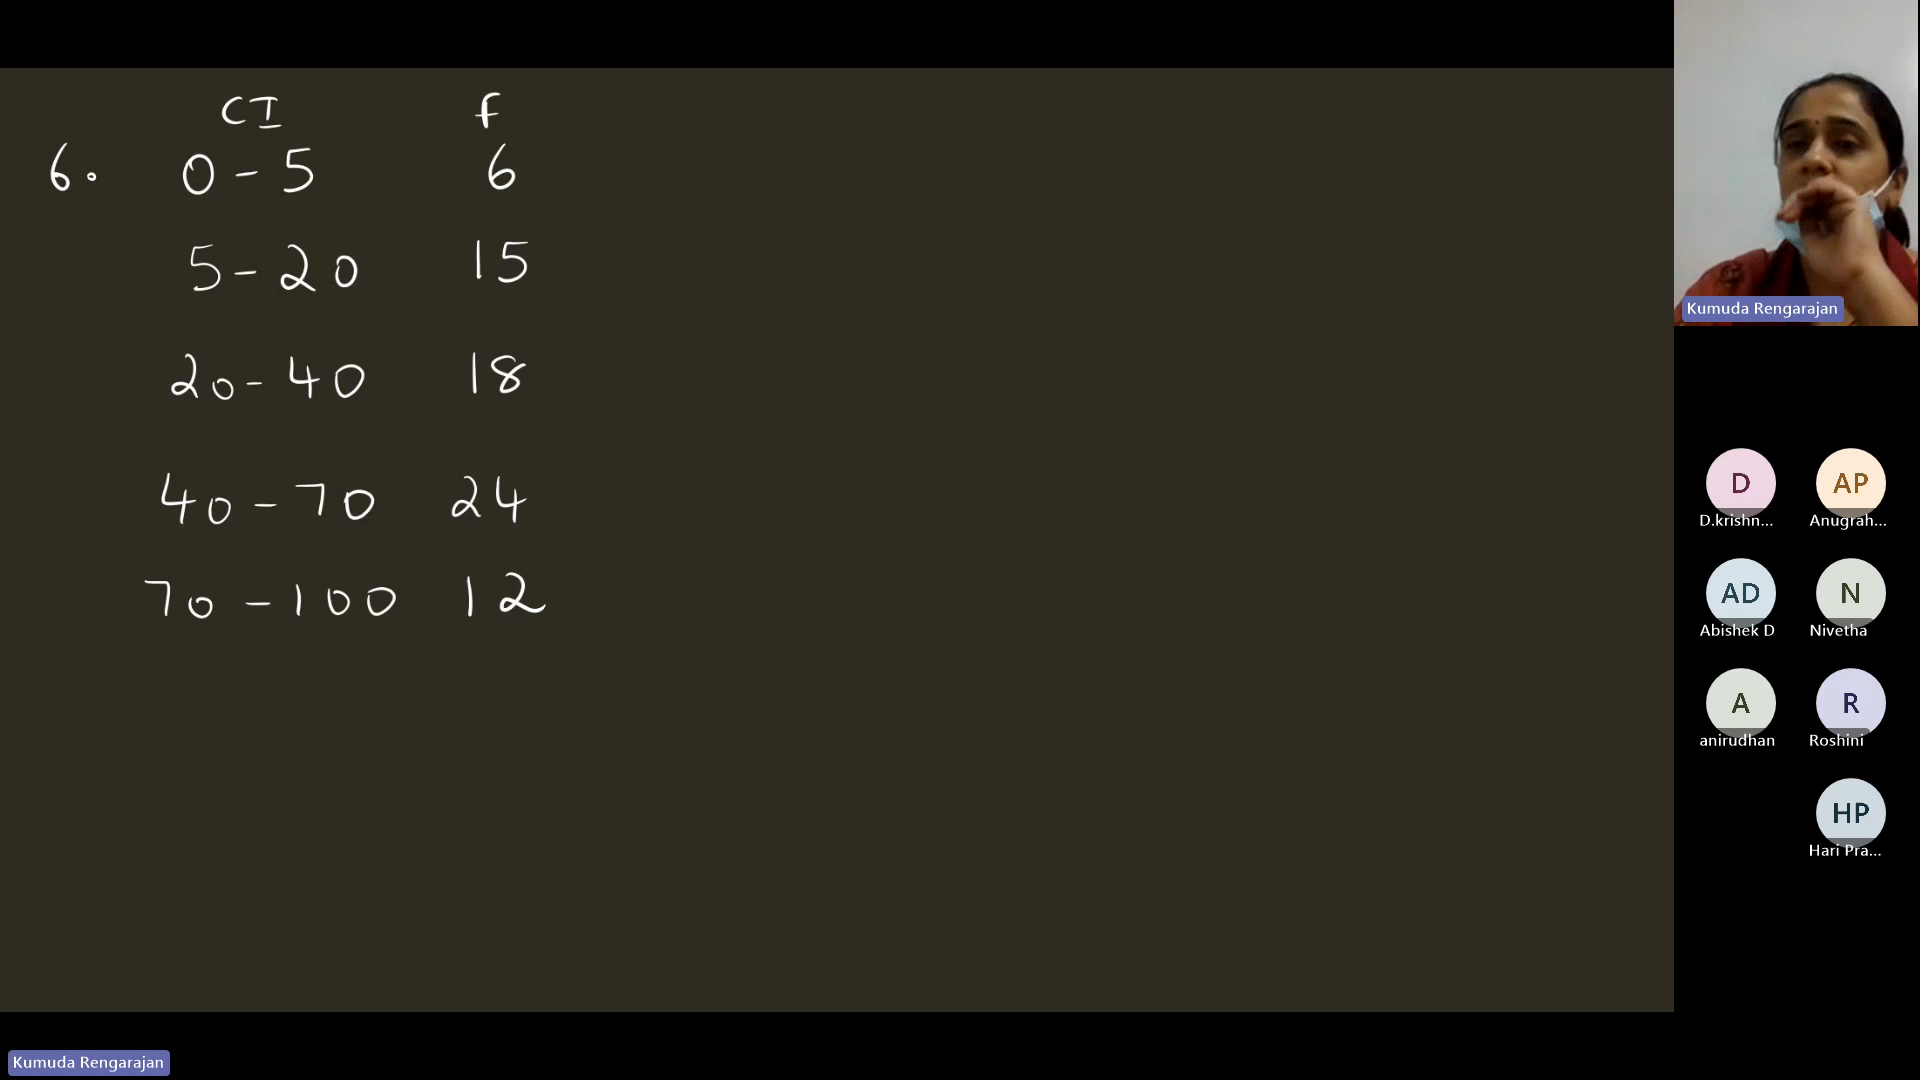 CI f
6. 0 - 5 6
5 - 20 15
20 - 40 18
40 - 70 24
70 - 100 12
Kumuda Rengarajan
D D.krishn...
AP Anugrah...
AD Abishek D
N Nivetha
A anirudhan
R Roshini
HP Hari Pra...
Kumuda Rengarajan